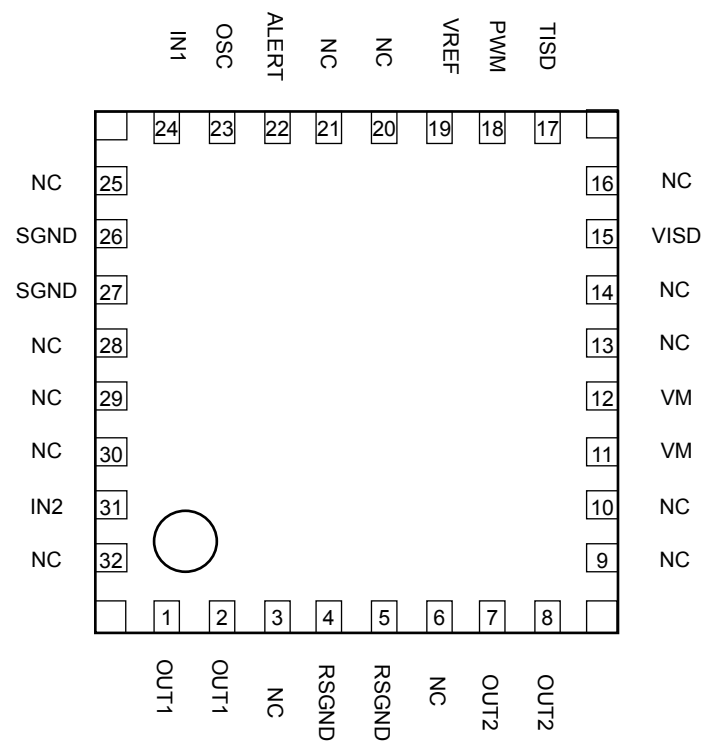 IN1 OSC ALERT NC NC VREF PWM TISD
24 23 22 21 20 19 18 17
NC 25 16 NC
SGND 26 15 VISD
SGND 27 14 NC
NC 28 13 NC
NC 29 12 VM
NC 30 11 VM
IN2 31 10 NC
NC 32 9 NC
1 2 3 4 5 6 7 8
OUT1 OUT1 NC RSGND RSGND NC OUT2 OUT2